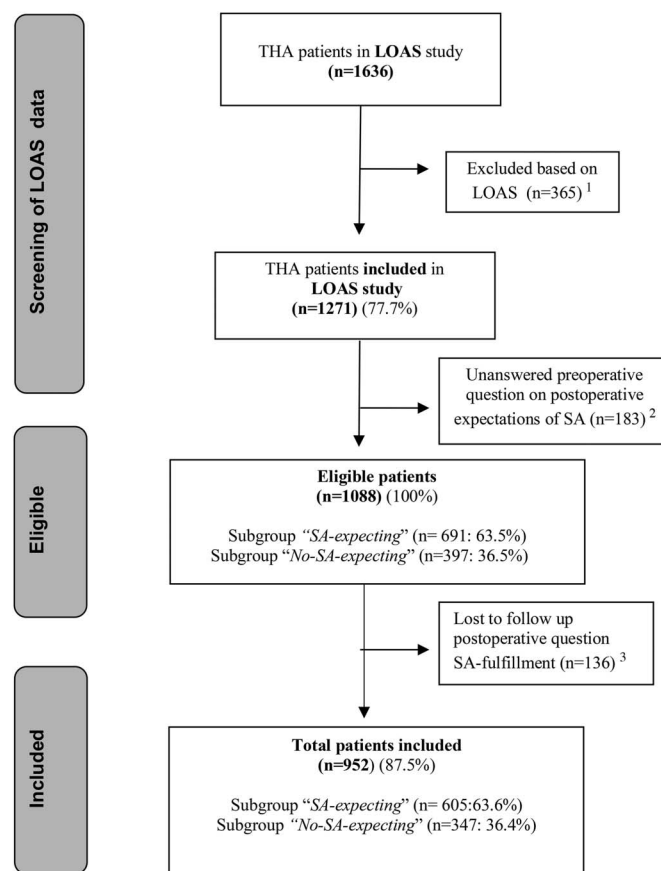 Screening of LOAS data
THA patients in LOAS study
(n=1636)
Excluded based on
LOAS (n=365) 1
THA patients included in
LOAS study
(n=1271) (77.7%)
Unanswered preoperative
question on postoperative
expectations of SA (n=183) 2
Eligible
Eligible patients
(n=1088) (100%)
Subgroup “SA-expecting” (n= 691: 63.5%)
Subgroup “No-SA-expecting” (n=397: 36.5%)
Lost to follow up
postoperative question
SA-fulfillment (n=136) 3
Included
Total patients included
(n=952) (87.5%)
Subgroup “SA-expecting” (n= 605:63.6%)
Subgroup “No-SA-expecting” (n=347: 36.4%)